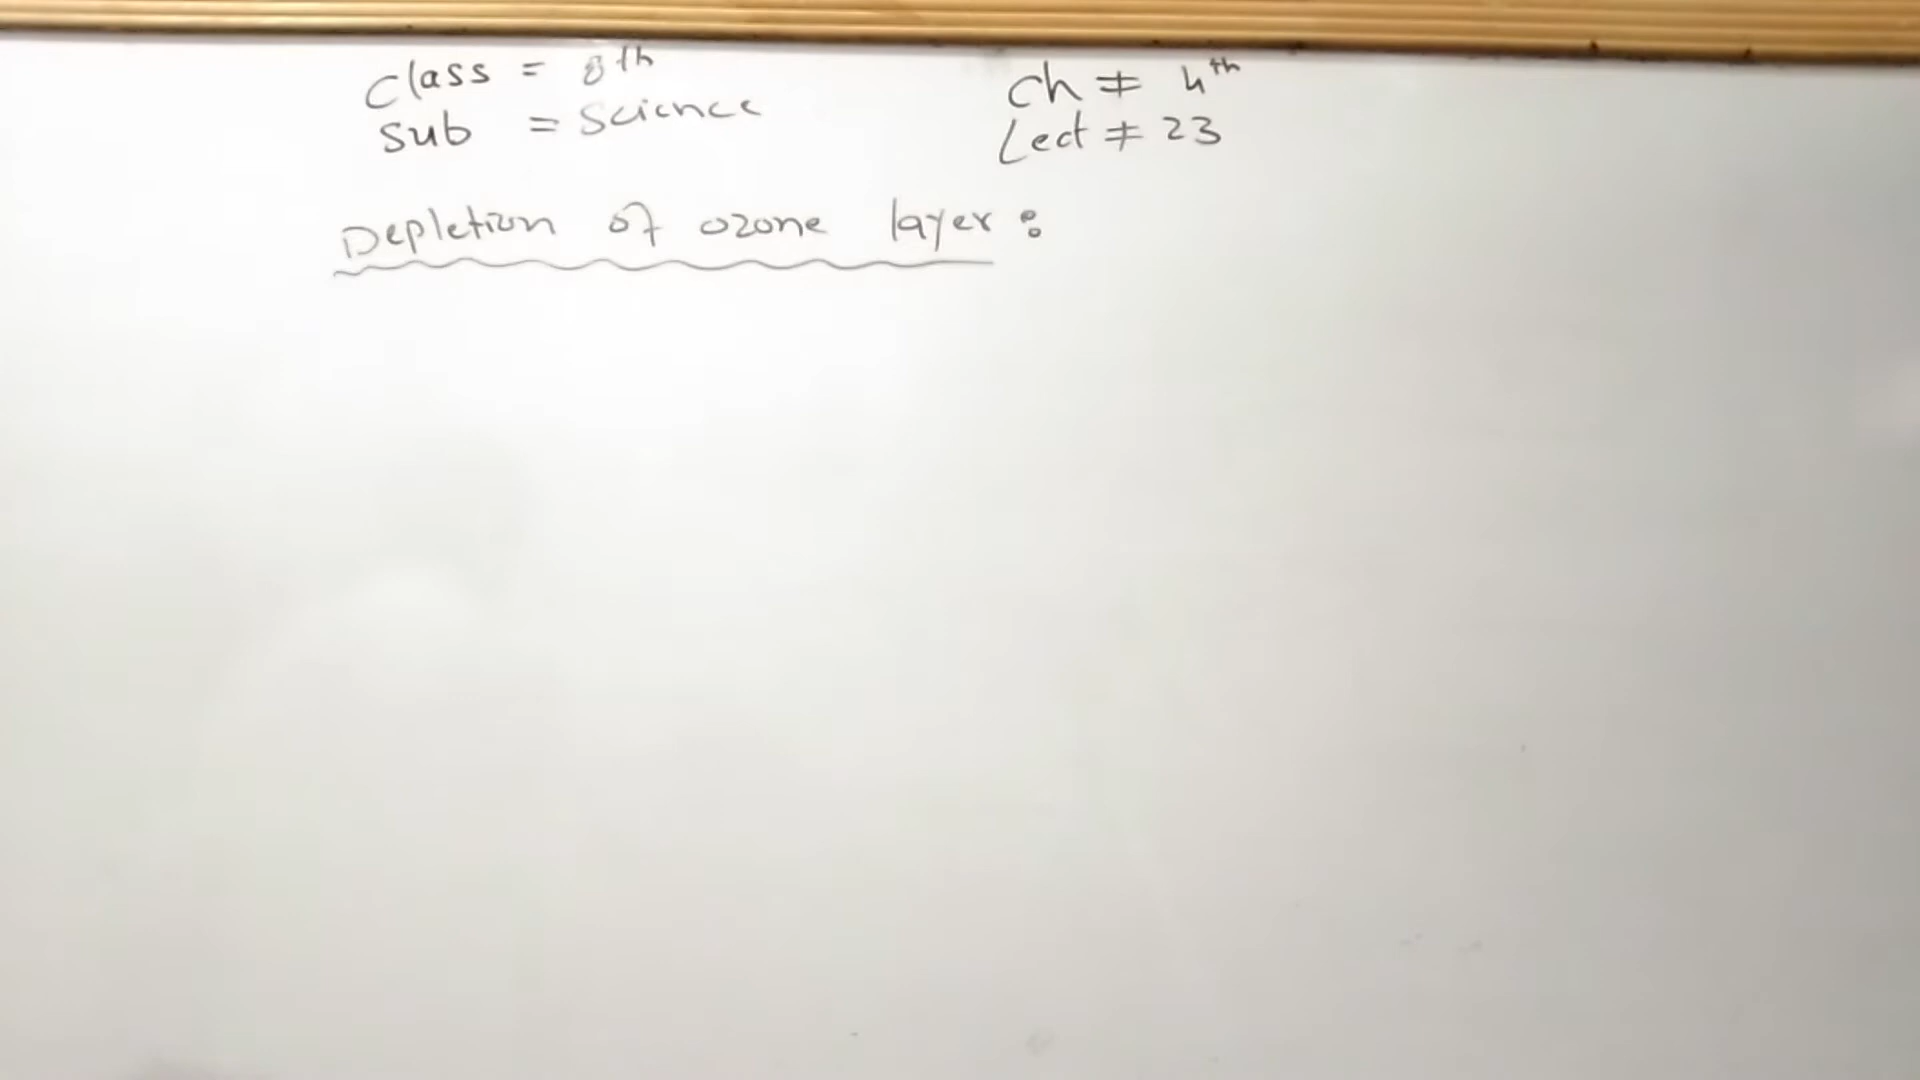 Class = 8th
Sub = Science
Ch ≠ 4th
Lect ≠ 23
Depletion of ozone layer :